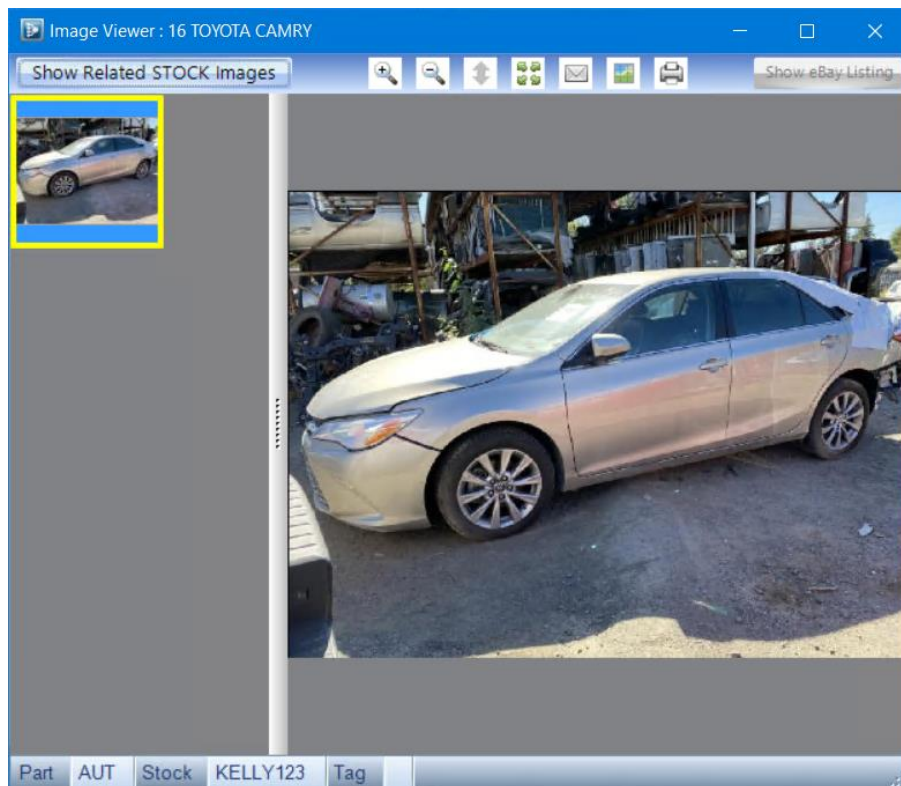 Image Viewer : 16 TOYOTA CAMRY
Show Related STOCK Images
Show eBay Listing
Part AUT Stock KELLY123 Tag